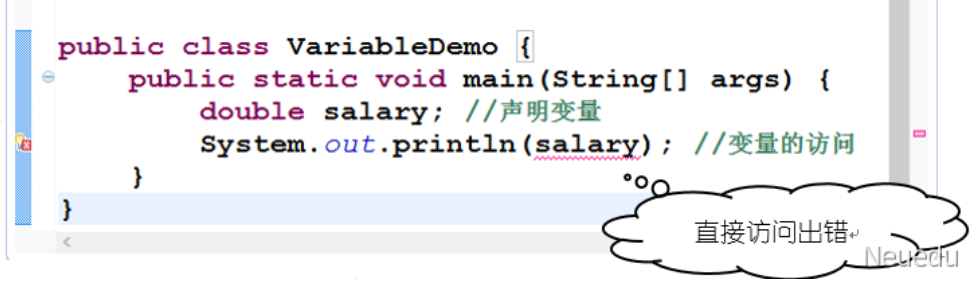 public class VariableDemo {
public static void main(String[] args) {
double salary; //声明变量
System.out.println(salary); //变量的访问
}
}
直接访问出错
Neuedu